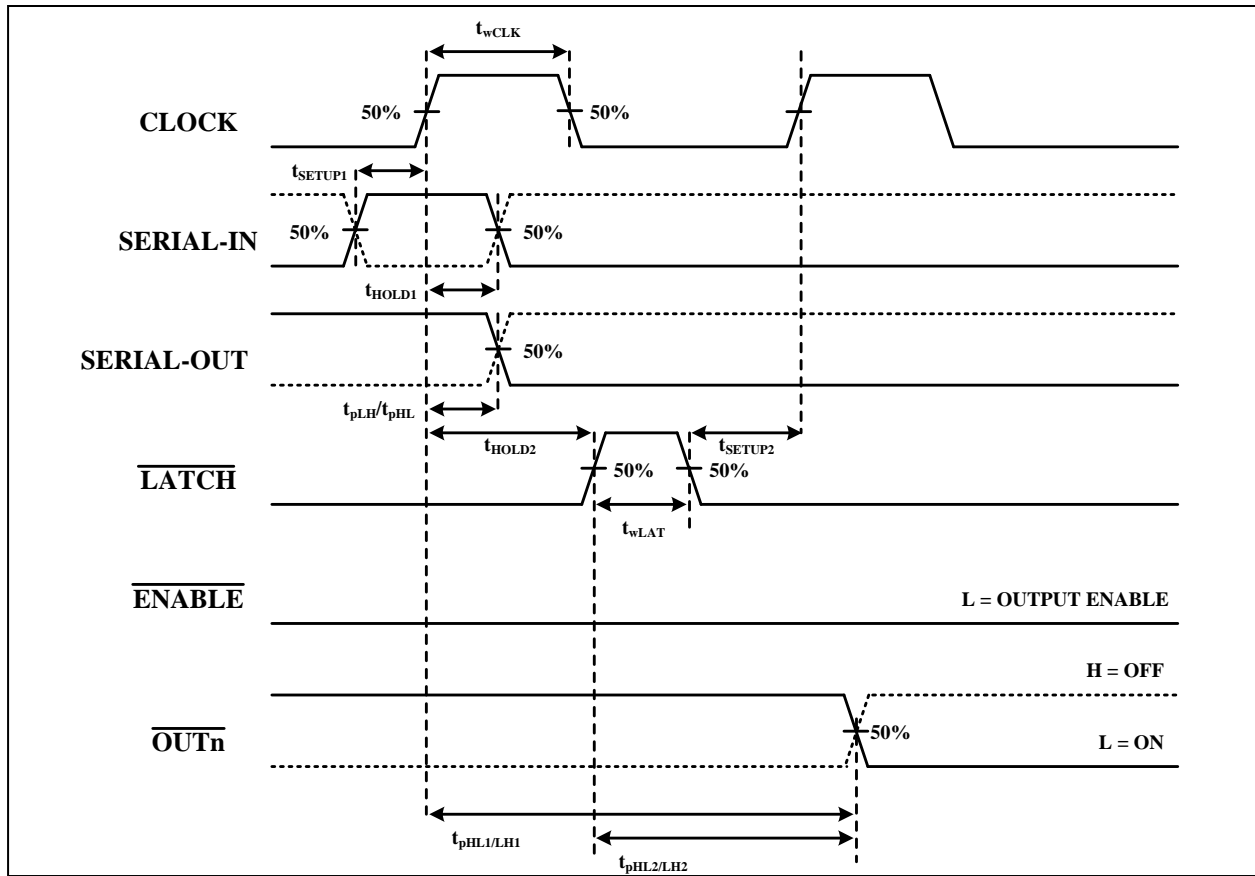 twCLK
50%
50%
CLOCK
tSETUP1
50%
50%
SERIAL-IN
tHOLD1
50%
SERIAL-OUT
tpLH/tpHL
tHOLD2
tSETUP2
50%
50%
LATCH
twLAT
ENABLE
L = OUTPUT ENABLE
H = OFF
50%
OUTn
L = ON
tpHL1/LH1
tpHL2/LH2